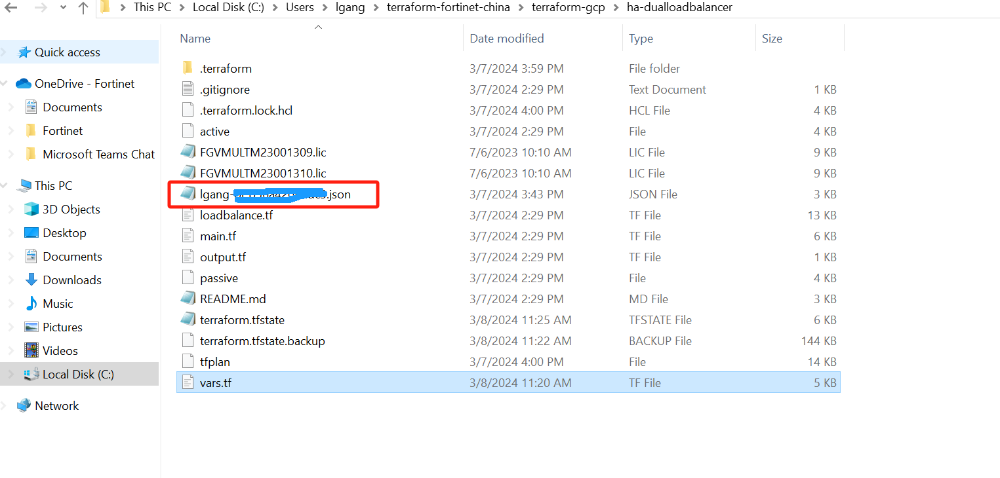 This PC > Local Disk (C:) > Users > lgang > terraform-fortinet-china > terraform-gcp > ha-dualloadbalancer
Quick access
OneDrive - Fortinet
Documents
Fortinet
Microsoft Teams Chat
This PC
3D Objects
Desktop
Documents
Downloads
Music
Pictures
Videos
Local Disk (C:)
Network
Name Date modified Type Size
.terraform 3/7/2024 3:59 PM File folder
.gitignore 3/7/2024 2:29 PM Text Document 1 KB
.terraform.lock.hcl 3/7/2024 4:00 PM HCL File 4 KB
active 3/7/2024 2:29 PM File 4 KB
FGVMULTM23001309.lic 7/6/2023 10:10 AM LIC File 9 KB
FGVMULTM23001310.lic 7/6/2023 10:10 AM LIC File 9 KB
lgang- .json 3/7/2024 3:43 PM JSON File 3 KB
loadbalance.tf 3/7/2024 2:29 PM TF File 13 KB
main.tf 3/7/2024 2:29 PM TF File 6 KB
output.tf 3/7/2024 2:29 PM TF File 1 KB
passive 3/7/2024 2:29 PM File 4 KB
README.md 3/7/2024 2:29 PM MD File 3 KB
terraform.tfstate 3/8/2024 11:25 AM TFSTATE File 6 KB
terraform.tfstate.backup 3/8/2024 11:22 AM BACKUP File 144 KB
tfplan 3/7/2024 4:00 PM File 14 KB
vars.tf 3/8/2024 11:20 AM TF File 5 KB